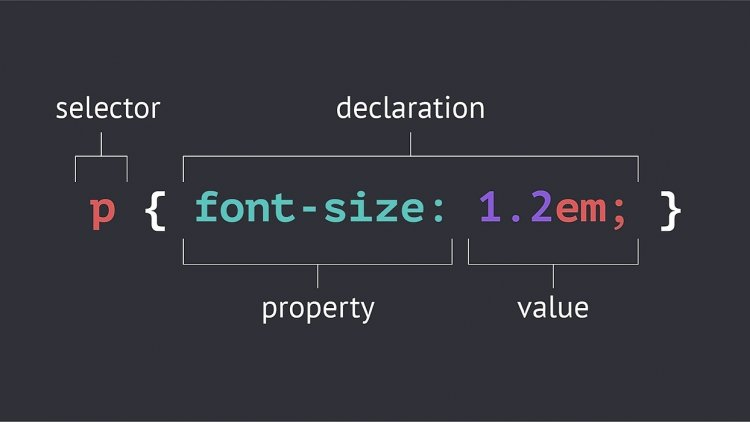 selector declaration
p { font-size: 1.2em; }
property value